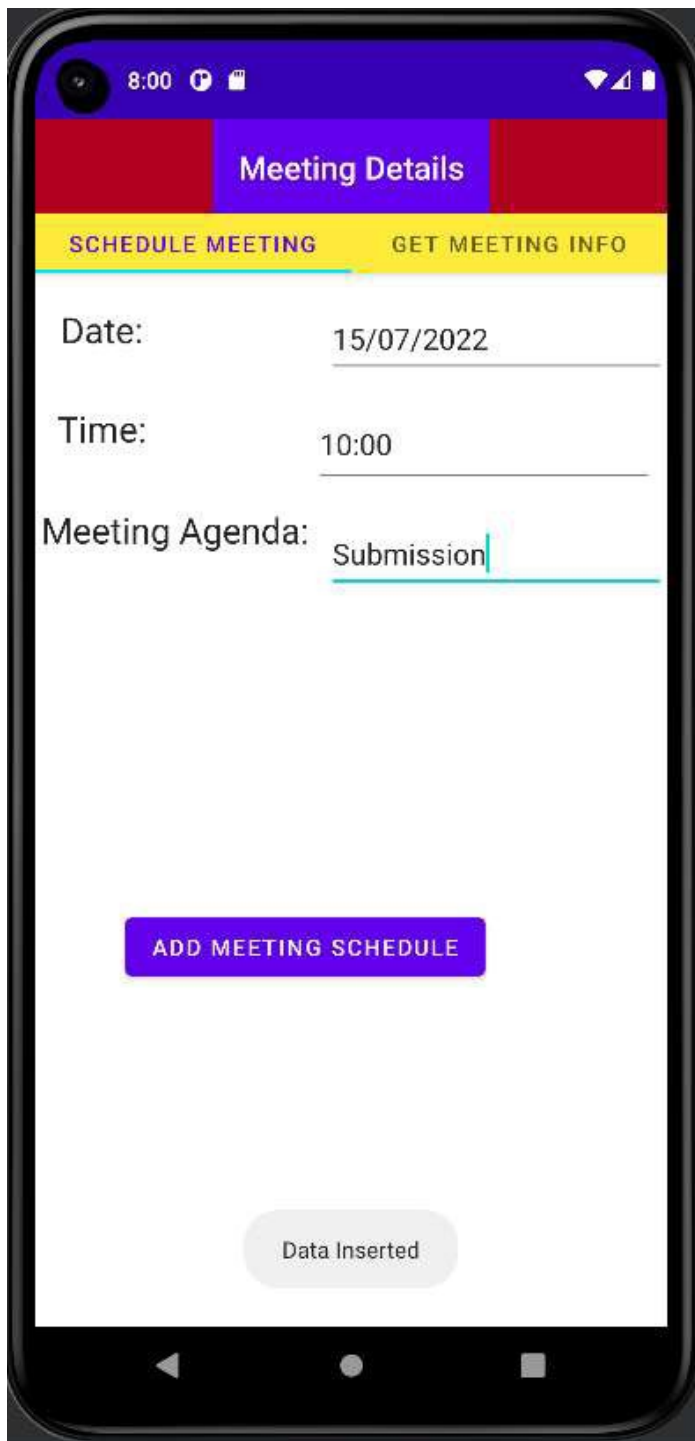 8:00
Meeting Details
SCHEDULE MEETING GET MEETING INFO
Date: 15/07/2022
Time: 10:00
Meeting Agenda: Submission
ADD MEETING SCHEDULE
Data Inserted